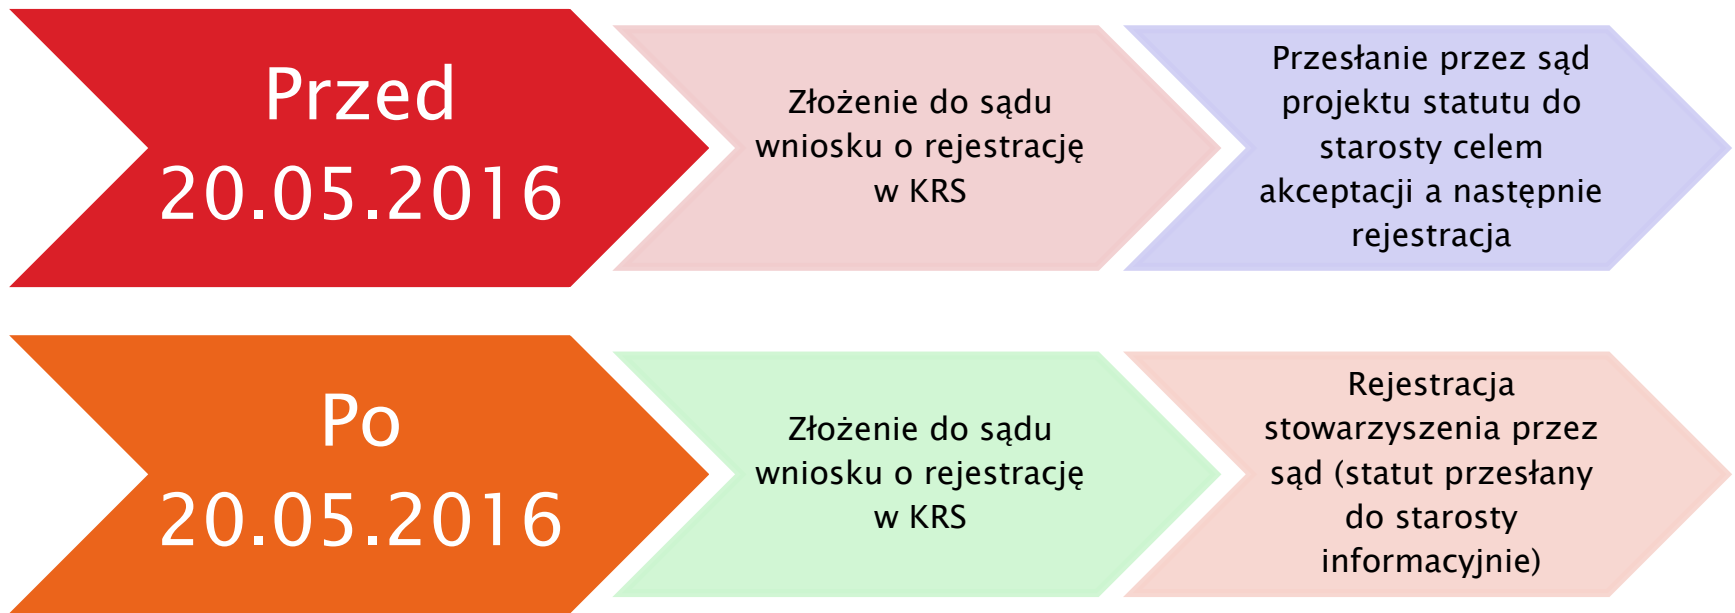 Przed
20.05.2016
Złożenie do sądu
wniosku o rejestrację
w KRS
Przesłanie przez sąd
projektu statutu do
starosty celem
akceptacji a następnie
rejestracja
Po
20.05.2016
Złożenie do sądu
wniosku o rejestrację
w KRS
Rejestracja
stowarzyszenia przez
sąd (statut przesłany
do starosty
informacyjnie)